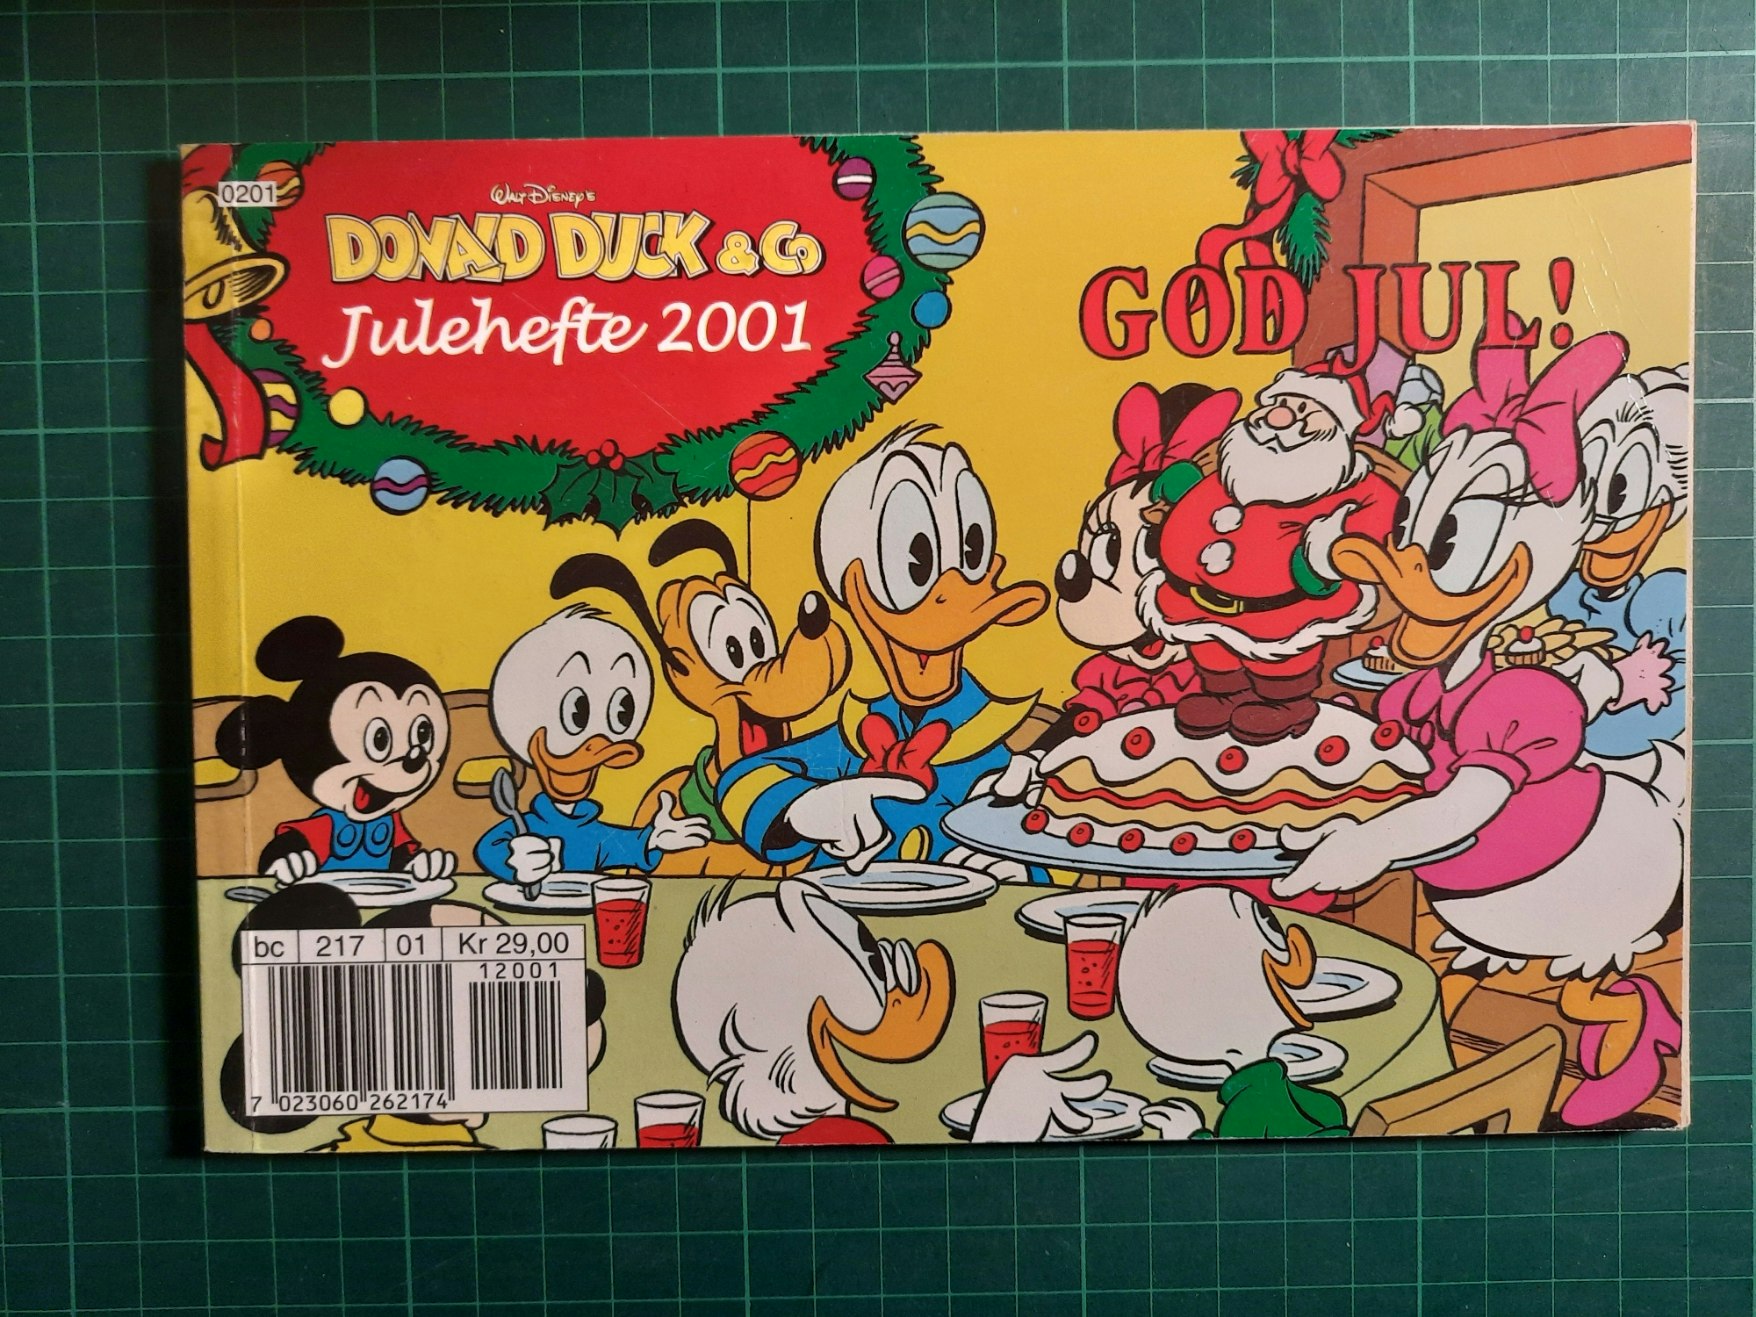 0201
WALT DISNEY'S
DONALD DUCK & Co
Julehefte 2001
GOD JUL!
bc 217 01 Kr 29,00
12001
7 023060 262174